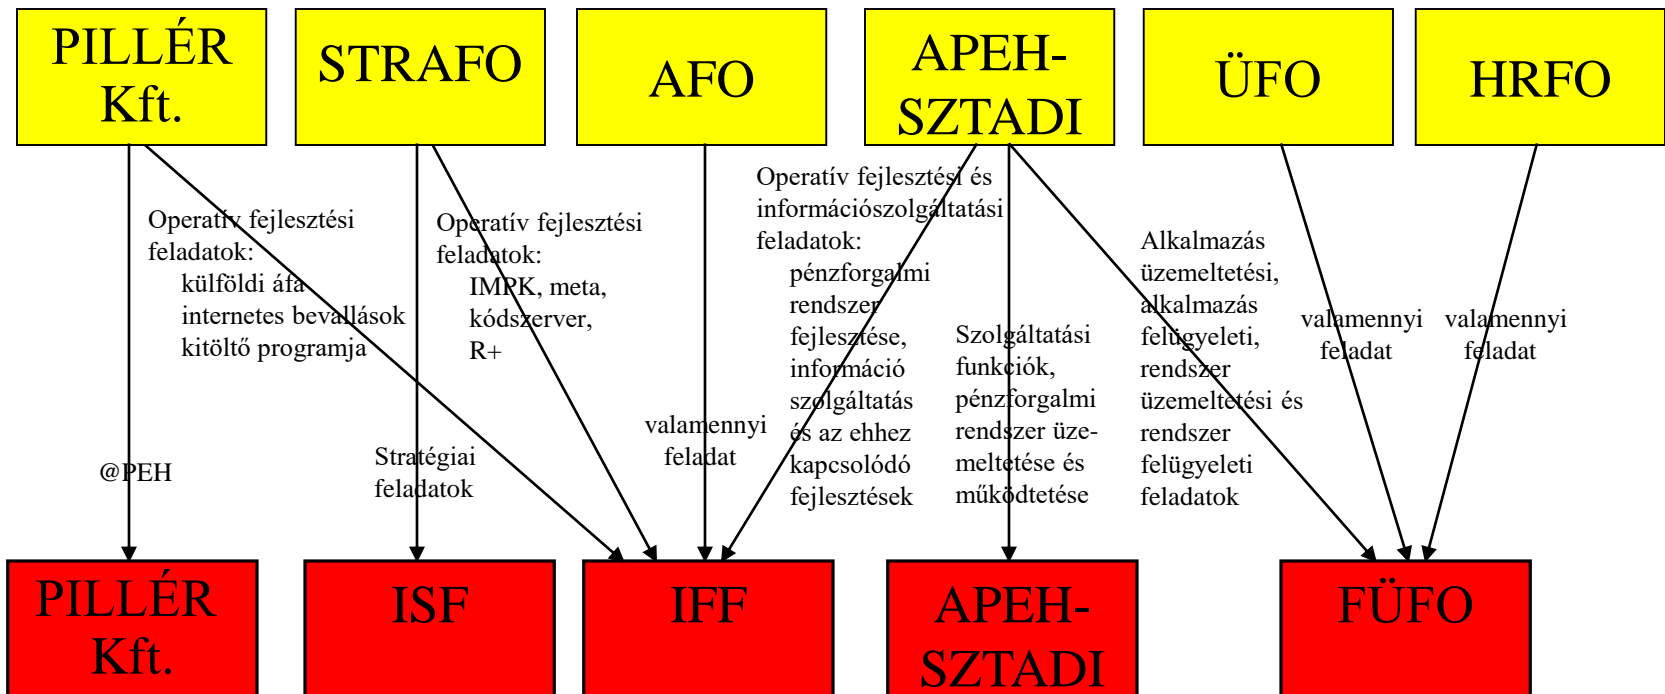 PILLÉR
Kft.
STRAFO
AFO
APEH-
SZTADI
ÜFO
HRFO
Operatív fejlesztési
feladatok:
külföldi áfa
internetes bevallások
kitöltő programja
Operatív fejlesztési
feladatok:
IMPK, meta,
kódszerver,
R+
Operatív fejlesztési és
információszolgáltatási
feladatok:
pénzforgalmi
rendszer
fejlesztése,
információ
szolgáltatás
és az ehhez
kapcsolódó
fejlesztések
Szolgáltatási
funkciók,
pénzforgalmi
rendszer üze-
meltetése és
működtetése
Alkalmazás
üzemeltetési,
alkalmazás
felügyeleti,
rendszer
üzemeltetési és
rendszer
felügyeleti
feladatok
valamennyi
feladat
valamennyi
feladat
@PEH
Stratégiai
feladatok
valamennyi
feladat
PILLÉR
Kft.
ISF
IFF
APEH-
SZTADI
FÜFO